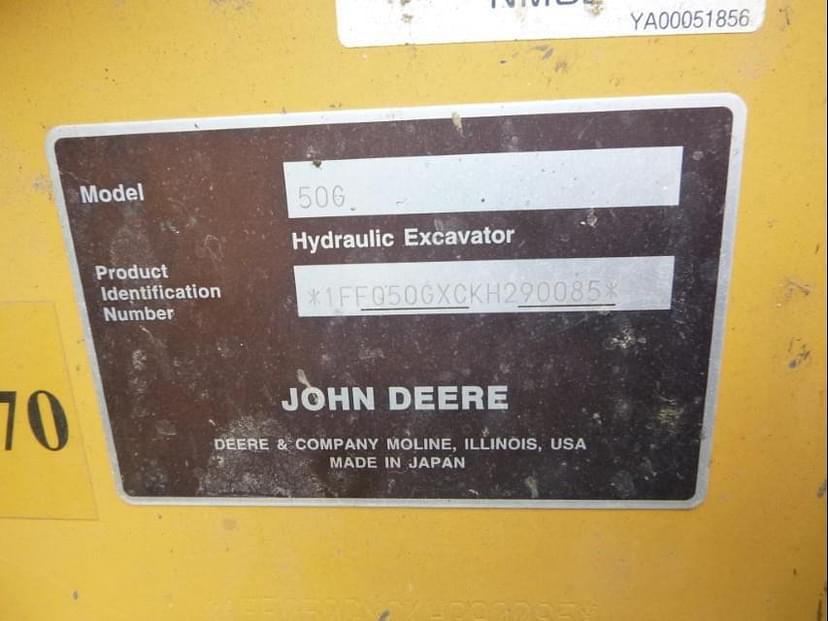 YA00051856
Model
50G
Hydraulic Excavator
Product
Identification
Number
*1FF050GXCKH290085*
JOHN DEERE
DEERE & COMPANY MOLINE, ILLINOIS, USA
MADE IN JAPAN
70